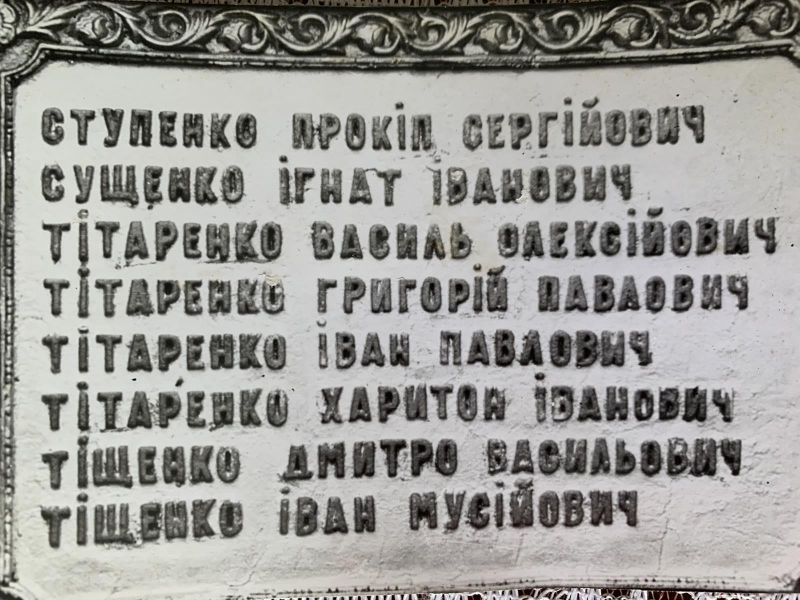 СТУПЕНКО ПРОКІП СЕРГІЙОВИЧ
СУЩЕНКО ІГНАТ ІВАНОВИЧ
ТІТАРЕНКО ВАСИЛЬ ОЛЕКСІЙОВИЧ
ТІТАРЕНКО ГРИГОРІЙ ПАВЛОВИЧ
ТІТАРЕНКО ІВАН ПАВЛОВИЧ
ТІТАРЕНКО ХАРИТОН ІВАНОВИЧ
ТІЩЕНКО ДМИТРО ВАСИЛЬОВИЧ
ТІЩЕНКО ІВАН МУСІЙОВИЧ